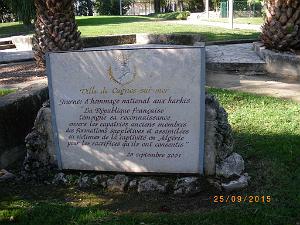 Ville de Cagnes-sur-mer
Journée d'hommage national aux harkis
"La République française
témoigne sa reconnaissance
envers les rapatriés anciens membres
des formations supplétives et assimilées
ou victimes de la captivité en Algérie
pour les sacrifices qu'ils ont consentis"
25 septembre 2001
25/09/2015